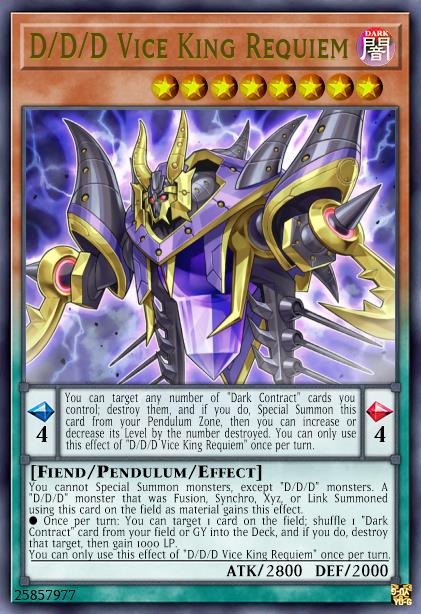 D/D/D Vice King Requiem
DARK
闇
You can target any number of "Dark Contract" cards you
control; destroy them, and if you do, Special Summon this
card from your Pendulum Zone, then you can increase or
decrease its Level by the number destroyed. You can only use
this effect of "D/D/D Vice King Requiem" once per turn.
4
4
[Fiend/Pendulum/Effect]
You cannot Special Summon monsters, except "D/D" monsters. A
"D/D/D" monster that was Fusion, Synchro, Xyz, or Link Summoned
using this card on the field as material gains this effect.
● Once per turn: You can target 1 card on the field; shuffle 1 "Dark
Contract" card from your field or GY into the Deck, and if you do, destroy
that target, then gain 1000 LP.
You can only use this effect of "D/D/D Vice King Requiem" once per turn.
ATK/2800 DEF/2000
25857977